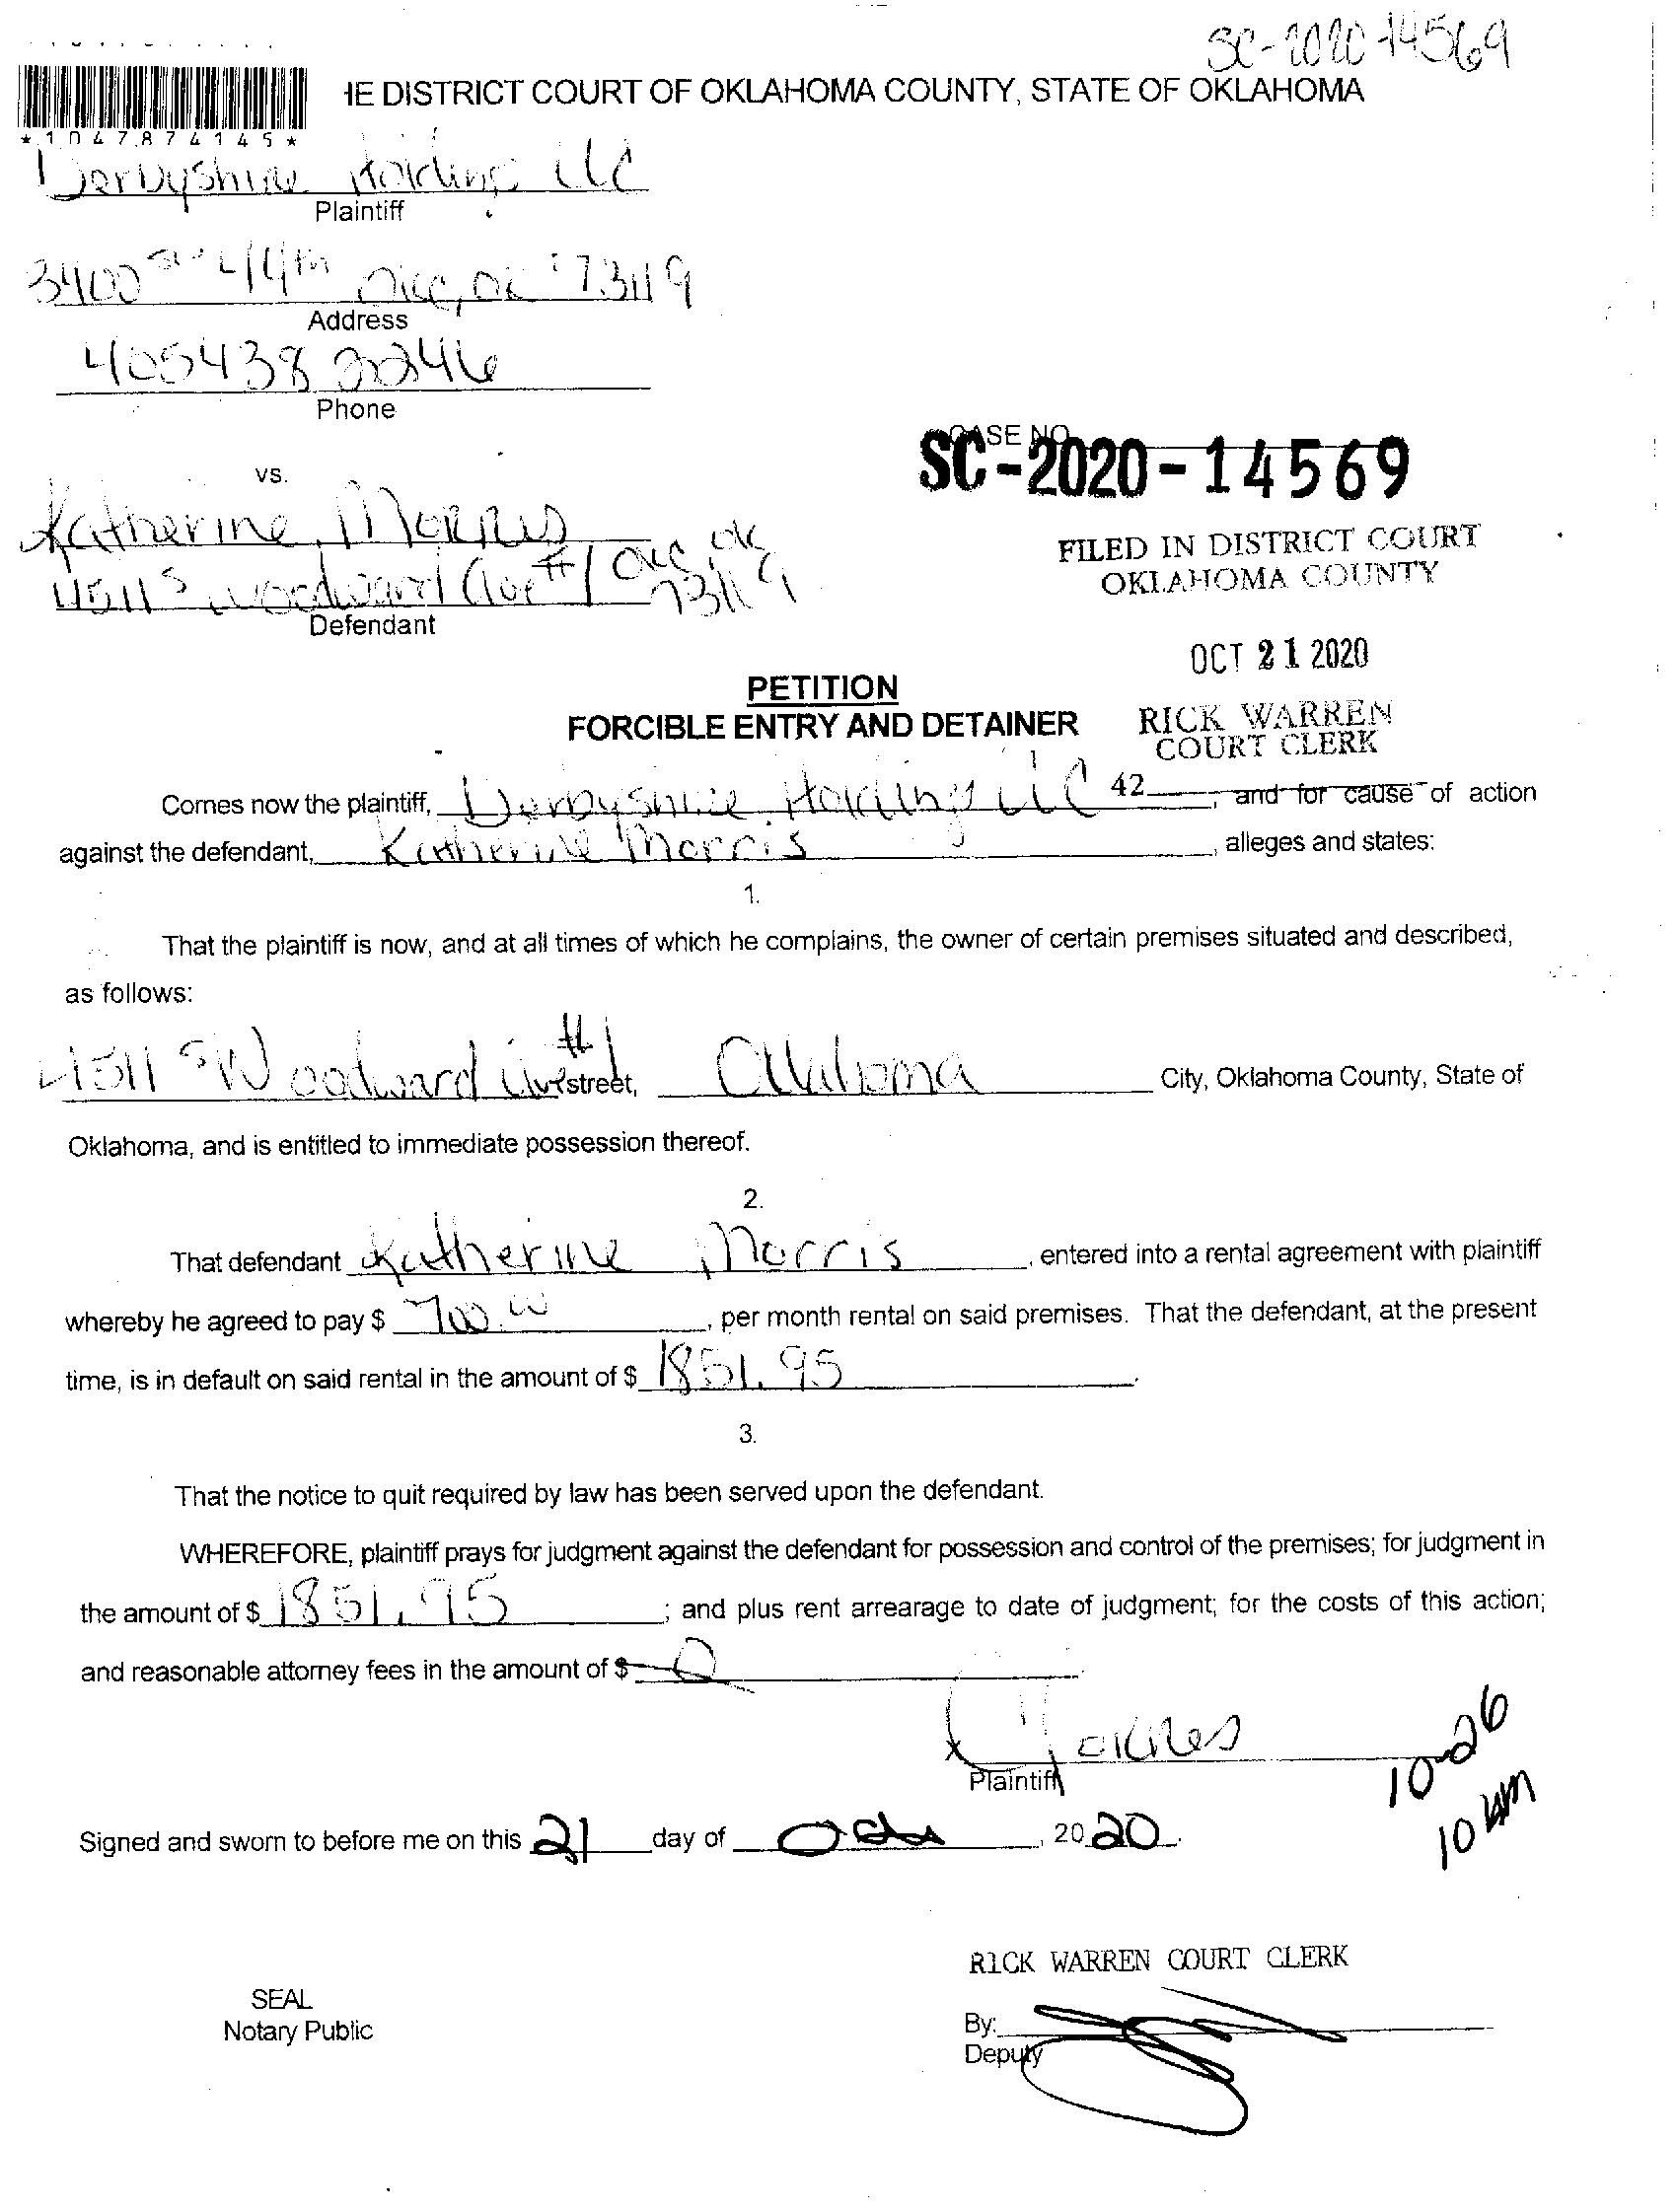 SC-2020-14569
HE DISTRICT COURT OF OKLAHOMA COUNTY, STATE OF OKLAHOMA
*1047874145*
Derbyshire Holdings LLC
Plaintiff
3400 SW 44th OKC, OK 73119
Address
405 438 2246
Phone
CASE NO.
SC-2020-14569
vs.
Katherine Morris
4511 S Woodward Ave #1 OKC, OK 73119
Defendant
FILED IN DISTRICT COURT
OKLAHOMA COUNTY
OCT 21 2020
RICK WARREN
COURT CLERK
42
PETITION
FORCIBLE ENTRY AND DETAINER
Comes now the plaintiff, Derbyshire Holdings LLC, and for cause of action
against the defendant, Katherine Morris, alleges and states:
1.
That the plaintiff is now, and at all times of which he complains, the owner of certain premises situated and described,
as follows:
4511 S Woodward Ave #1 street, City, Oklahoma County, State of
Oklahoma, and is entitled to immediate possession thereof.
2.
That defendant Katherine Morris, entered into a rental agreement with plaintiff
whereby he agreed to pay $ 700.00, per month rental on said premises. That the defendant, at the present
time, is in default on said rental in the amount of $ 1851.95.
3.
That the notice to quit required by law has been served upon the defendant.
WHEREFORE, plaintiff prays for judgment against the defendant for possession and control of the premises; for judgment in
the amount of $ 1851.95; and plus rent arrearage to date of judgment; for the costs of this action;
and reasonable attorney fees in the amount of $ 0
x
Plaintiff
10-26
10 AM
Signed and sworn to before me on this 21 day of, 2020.
RICK WARREN COURT CLERK
SEAL
Notary Public
By:
Deputy